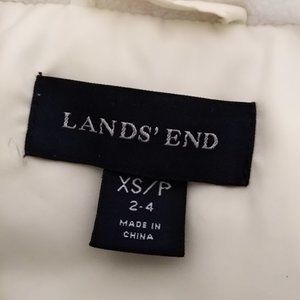 LANDS' END
XS/P
2-4
MADE IN
CHINA